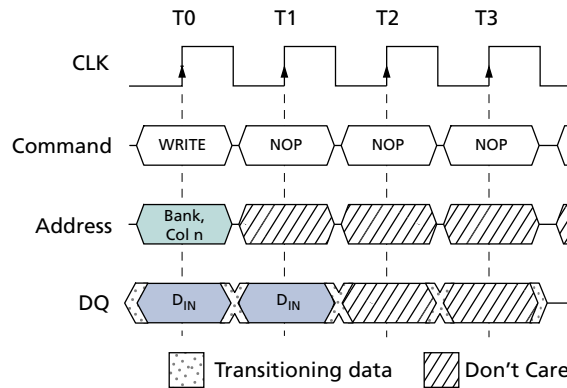 T0 T1 T2 T3
CLK
Command WRITE NOP NOP NOP
Address Bank,
Col n
DQ DIN DIN
Transitioning data Don't Care